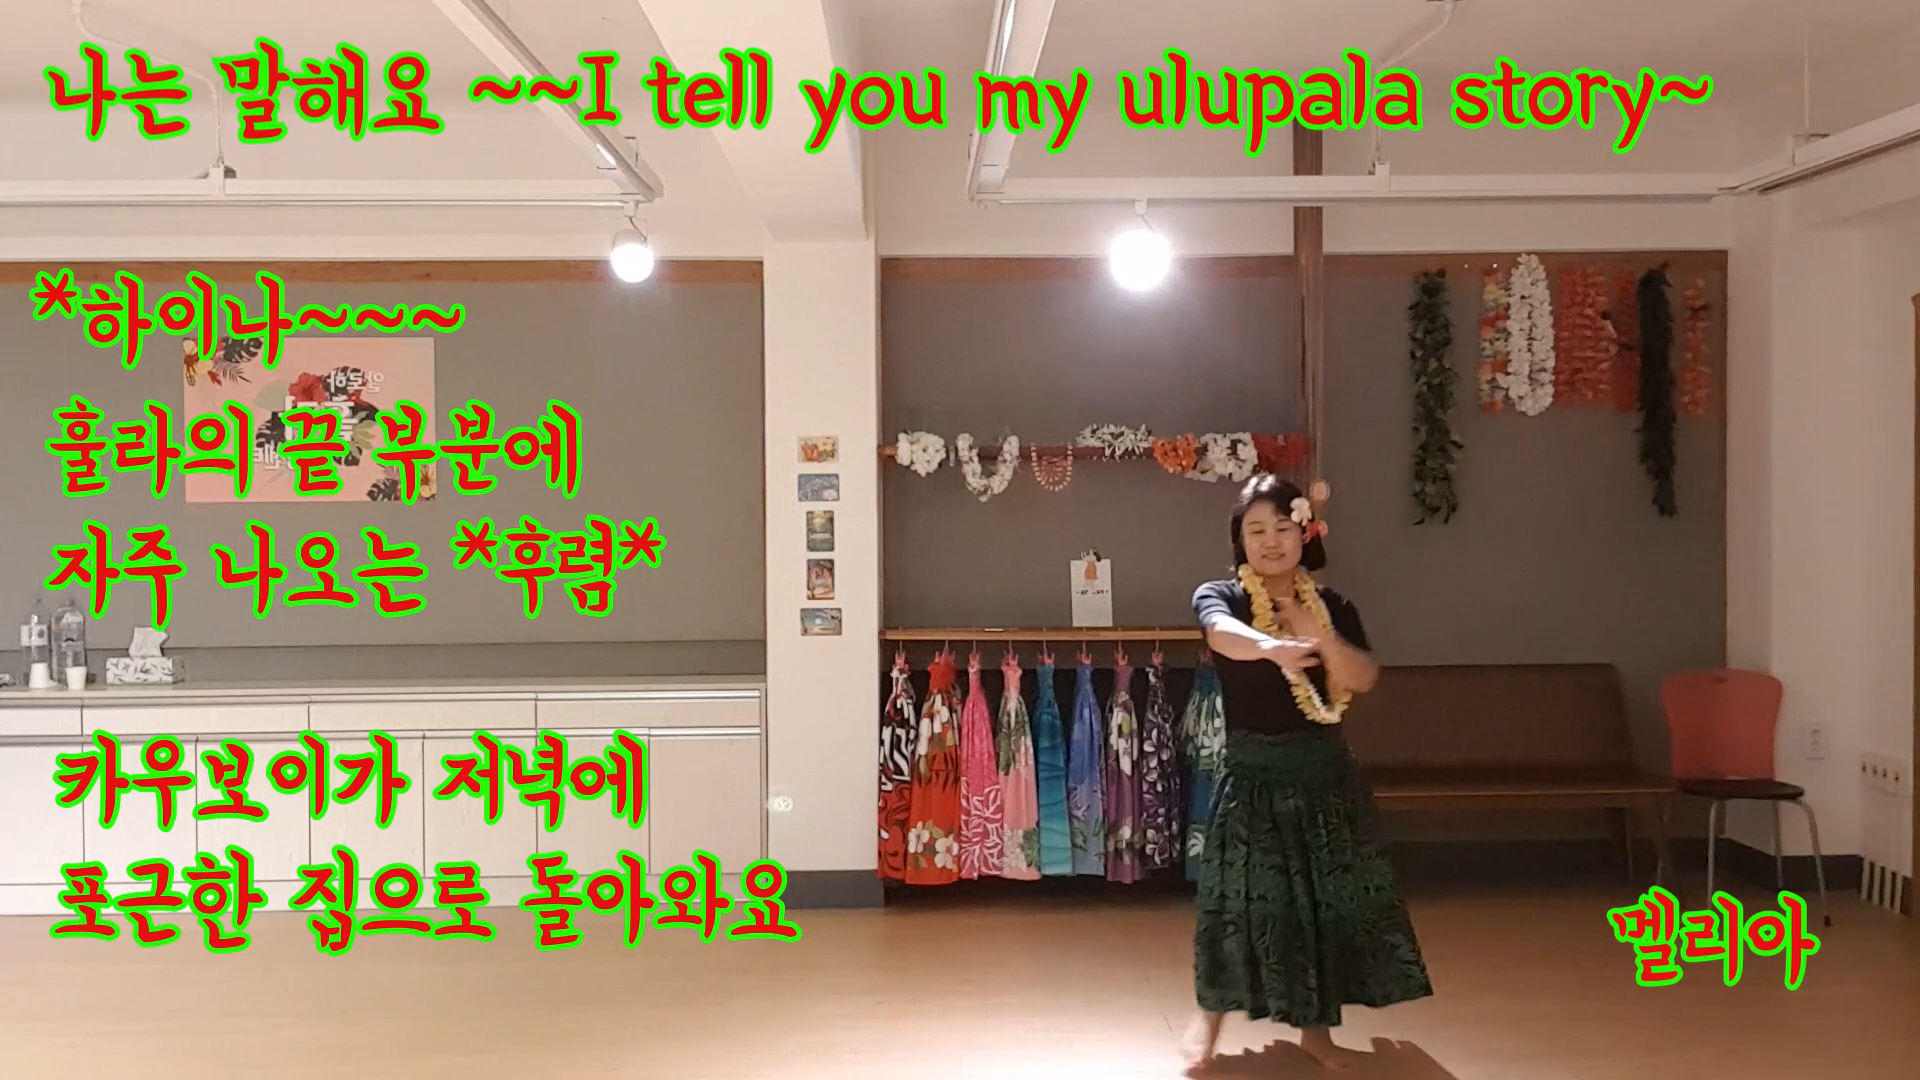 나는 말해요 ~~I tell you my ulupala story~
*하이나~~~
훌라의 끝 부분에
자주 나오는 *후렴*
카우보이가 저녁에
포근한 집으로 돌아와요
멜리아